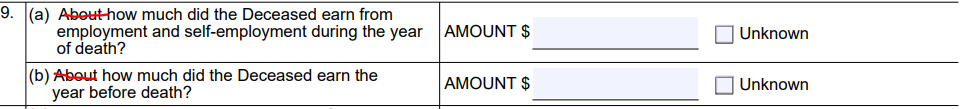 9. (a) About how much did the Deceased earn from
employment and self-employment during the year
of death?
AMOUNT $
Unknown
(b) About how much did the Deceased earn the
year before death?
AMOUNT $
Unknown